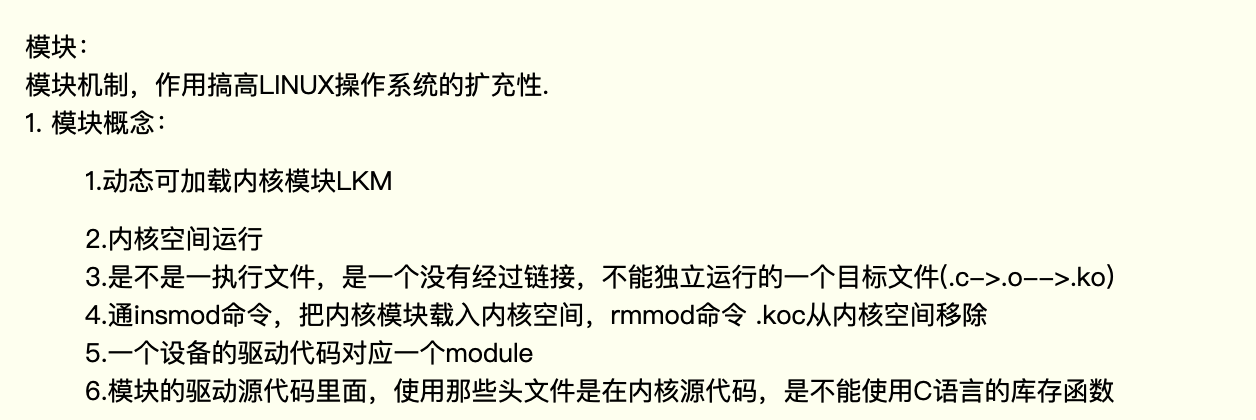 模块：
模块机制，作用搞高LINUX操作系统的扩充性.
1. 模块概念：
1.动态可加载内核模块LKM
2.内核空间运行
3.是不是一执行文件，是一个没有经过链接，不能独立运行的一个目标文件(.c->.o-->.ko)
4.通insmod命令，把内核模块载入内核空间，rmmod命令 .koc从内核空间移除
5.一个设备的驱动代码对应一个module
6.模块的驱动源代码里面，使用那些头文件是在内核源代码，是不能使用C语言的库存函数